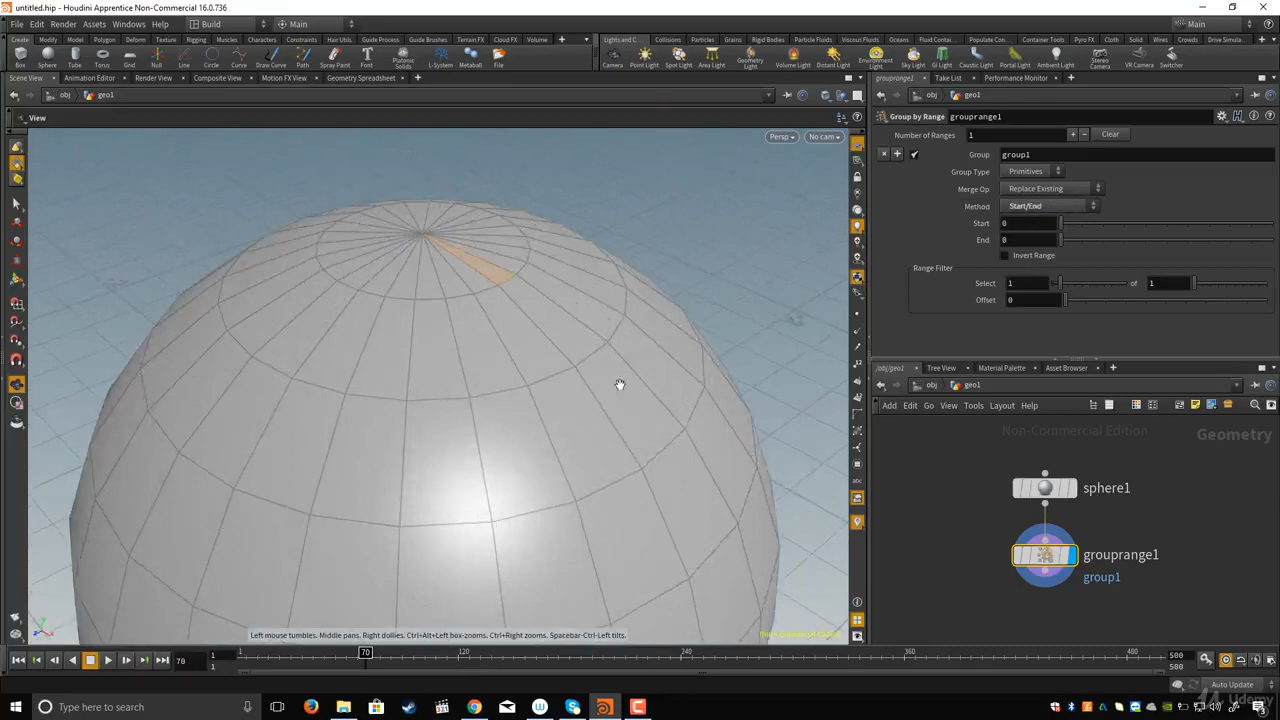 untitled.hip - Houdini Apprentice Non-Commercial 16.0.736
File Edit Render Assets Windows Help Build Main Main
Create Modify Model Polygon Deform Texture Rigging Muscles Characters Constraints Hair Utils Guide Process Guide Brushes Terrain FX Cloud FX Volume Lights and C... Collisions Particles Grains Rigid Bodies Particle Fluids Viscous Fluids Oceans Fluid Contai... Populate Con... Container Tools Pyro FX Cloth Solid Wires Crowds Drive Simula...
Box Sphere Tube Torus Grid Null Line Circle Curve Draw Curve Path Spray Paint Font Platonic Solids L-System Metaball File Camera Point Light Spot Light Area Light Geometry Light Volume Light Distant Light Environment Light Sky Light GI Light Caustic Light Portal Light Ambient Light Stereo Camera VR Camera Switcher
Scene View Animation Editor Render View Composite View Motion FX View Geometry Spreadsheet grouprange1 Take List Performance Monitor
obj geo1 obj geo1
View
Group by Range grouprange1
Persp No cam
Number of Ranges 1 Clear
Group group1
Group Type Primitives
Merge Op Replace Existing
Method Start/End
Start 0
End 0
Invert Range
Range Filter
Select 1 of 1
Offset 0
/obj/geo1 Tree View Material Palette Asset Browser
obj geo1
Add Edit Go View Tools Layout Help
Non-Commercial Edition Geometry
sphere1
grouprange1
group1
Left mouse tumbles. Middle pans. Right dollies. Ctrl+Alt+Left box-zooms. Ctrl+Right zooms. Spacebar-Ctrl-Left tilts.
70 1 1 70 120 240 360 480 500 500
Auto Update
Type here to search
Udemy